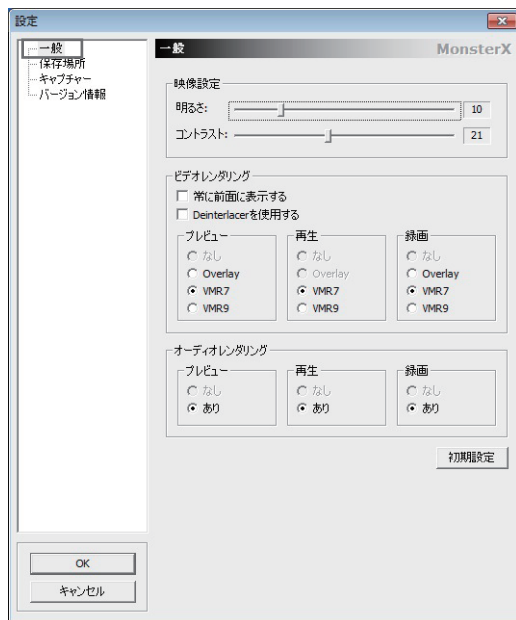 設定
一般
保存場所
キャプチャー
バージョン情報
一般 MonsterX
映像設定
明るさ: 10
コントラスト: 21
ビデオレンダリング
常に前面に表示する
Deinterlacerを使用する
プレビュー
なし
Overlay
VMR7
VMR9
再生
なし
Overlay
VMR7
VMR9
録画
なし
Overlay
VMR7
VMR9
オーディオレンダリング
プレビュー
なし
あり
再生
なし
あり
録画
なし
あり
初期設定
OK
キャンセル